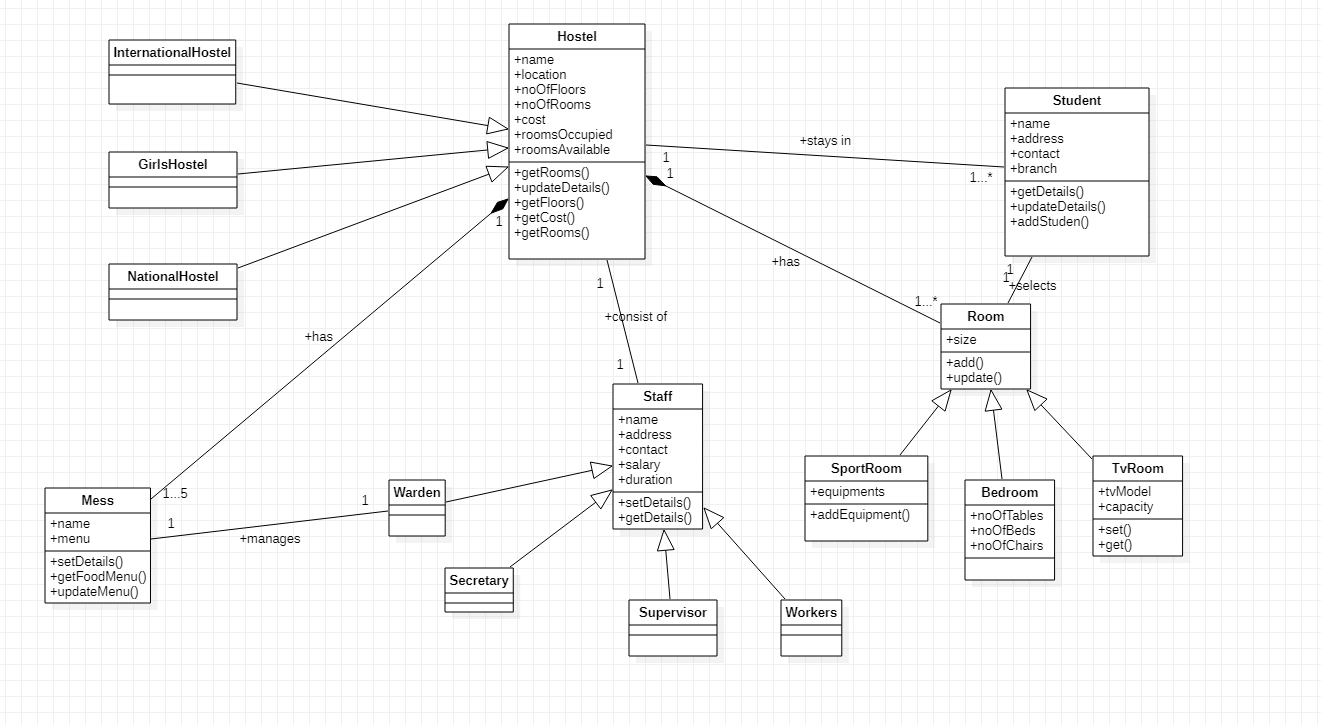 InternationalHostel
GirlsHostel
NationalHostel
Hostel
+name
+location
+noOfFloors
+noOfRooms
+cost
+roomsOccupied
+roomsAvailable
+getRooms()
+updateDetails()
+getFloors()
+getCost()
+getRooms()
Student
+name
+address
+contact
+branch
+getDetails()
+updateDetails()
+addStuden()
+stays in
1
1...*
1
+has
1...*
1
1
+selects
Room
+size
+add()
+update()
1
+has
1...5
1
+consist of
1
Staff
+name
+address
+contact
+salary
+duration
+setDetails()
+getDetails()
Mess
+name
+menu
+setDetails()
+getFoodMenu()
+updateMenu()
1
+manages
1
Warden
Secretary
Supervisor
Workers
SportRoom
+equipments
+addEquipment()
Bedroom
+noOfTables
+noOfBeds
+noOfChairs
TvRoom
+tvModel
+capacity
+set()
+get()